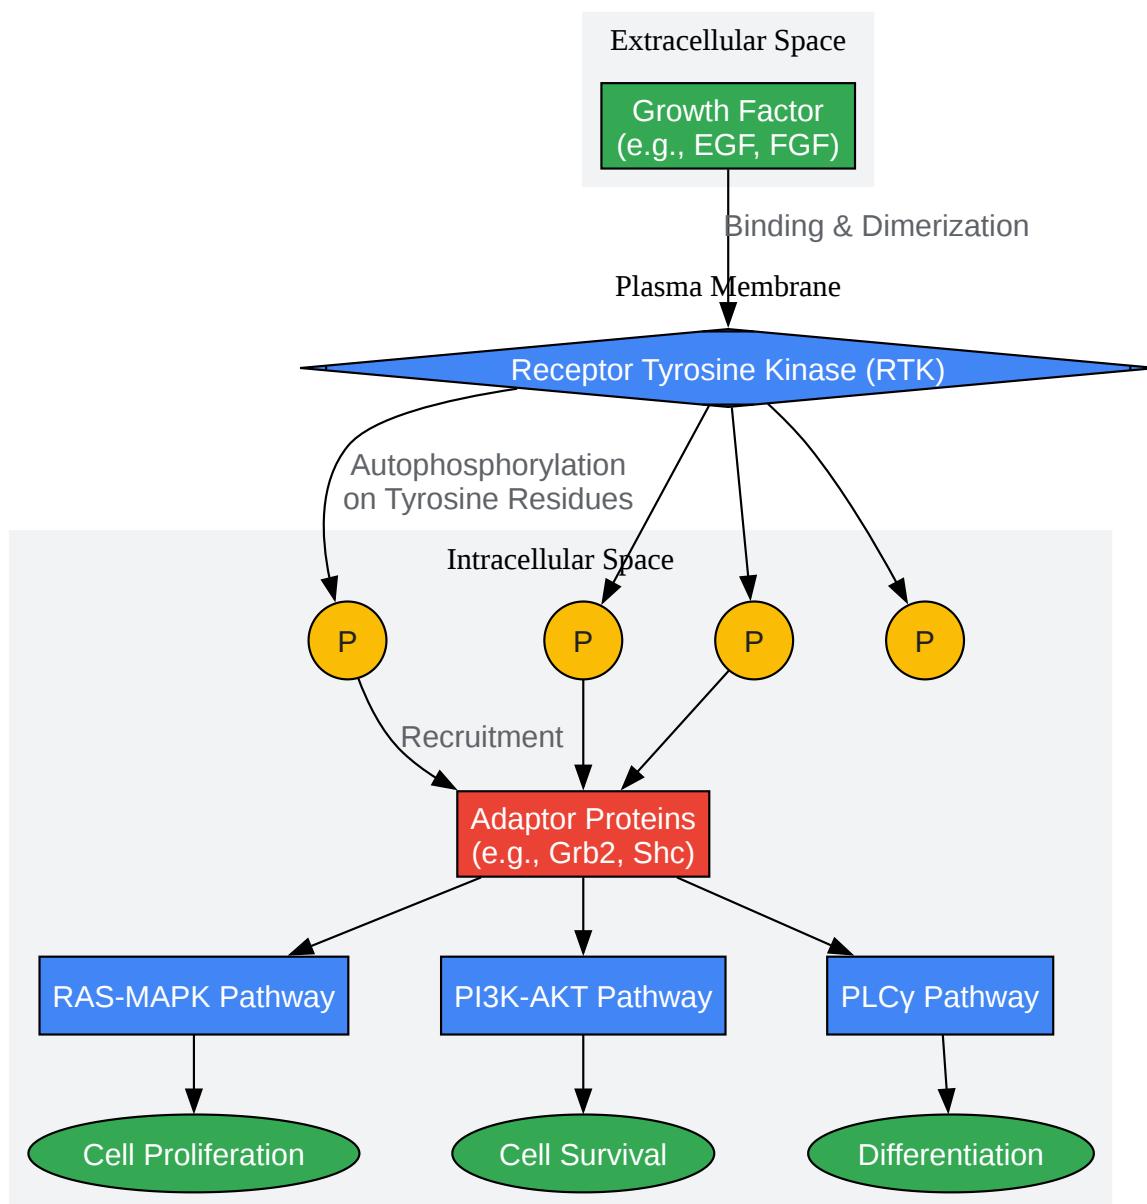 Extracellular Space
Growth Factor
(e.g., EGF, FGF)
Binding & Dimerization
Plasma Membrane
Receptor Tyrosine Kinase (RTK)
Autophosphorylation
on Tyrosine Residues
Intracellular Space
P
P
P
P
Recruitment
Adaptor Proteins
(e.g., Grb2, Shc)
RAS-MAPK Pathway
PI3K-AKT Pathway
PLCγ Pathway
Cell Proliferation
Cell Survival
Differentiation